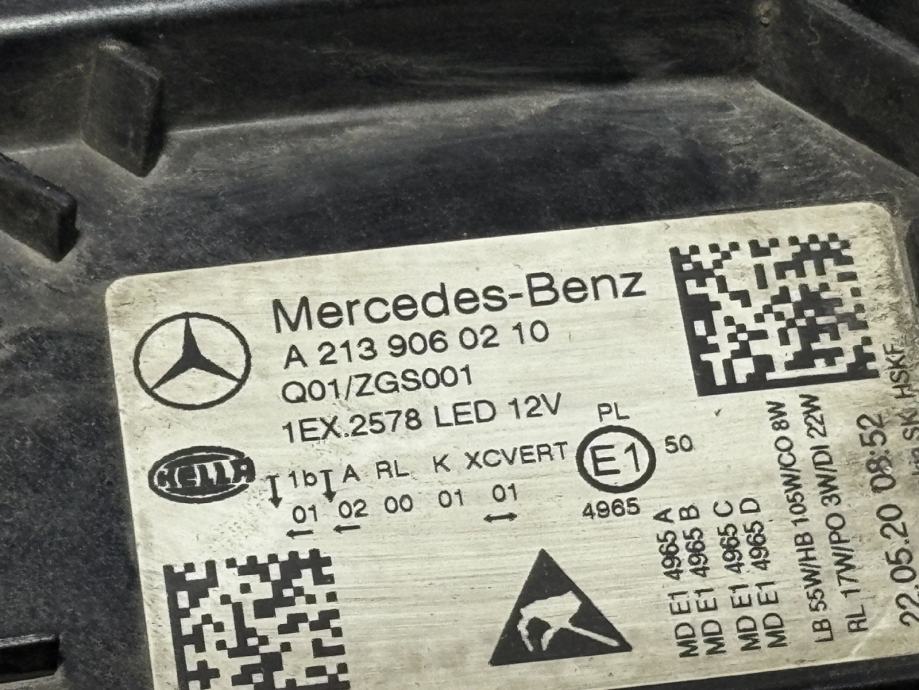 Mercedes-Benz
A 213 906 02 10
Q01/ZGS001
1EX.2578 LED 12V
HELLA
1b A RL K XCVERT
01 02 00 01 01
PL
E1 50
4965
MD E1 4965 A
MD E1 4965 B
MD E1 4965 C
MD E1 4965 D
LB 55W/HB 105W/CO 8W
RL 17W/PO 3W/DI 22W
22.05.20 08:52
SK HSKF